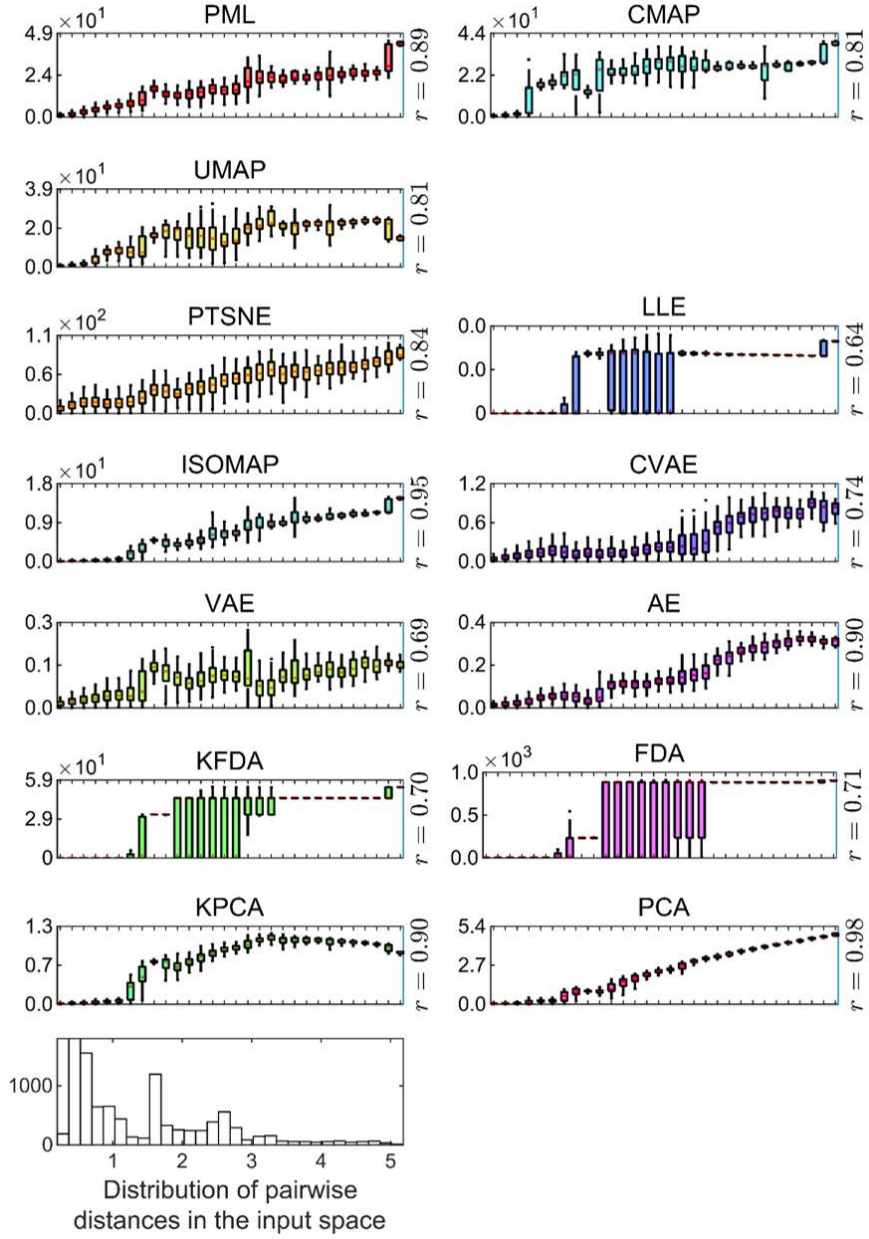 PML
×10¹
4.9
2.4
0.0
r = 0.89
CMAP
×10¹
4.4
2.2
0.0
r = 0.81
UMAP
×10¹
3.9
2.0
0.0
r = 0.81
PTSNE
×10²
1.1
0.6
0.0
r = 0.84
LLE
0.0
0.0
0
r = 0.64
ISOMAP
×10¹
1.8
0.9
0.0
r = 0.95
CVAE
1.2
0.6
0.0
r = 0.74
VAE
0.3
0.1
0.0
r = 0.69
AE
0.4
0.2
0.0
r = 0.90
KFDA
×10¹
5.9
2.9
0
r = 0.70
FDA
×10³
1.0
0.5
0.0
r = 0.71
KPCA
1.3
0.7
0.0
r = 0.90
PCA
5.4
2.7
0.0
r = 0.98
1000
0
1 2 3 4 5
Distribution of pairwise
distances in the input space